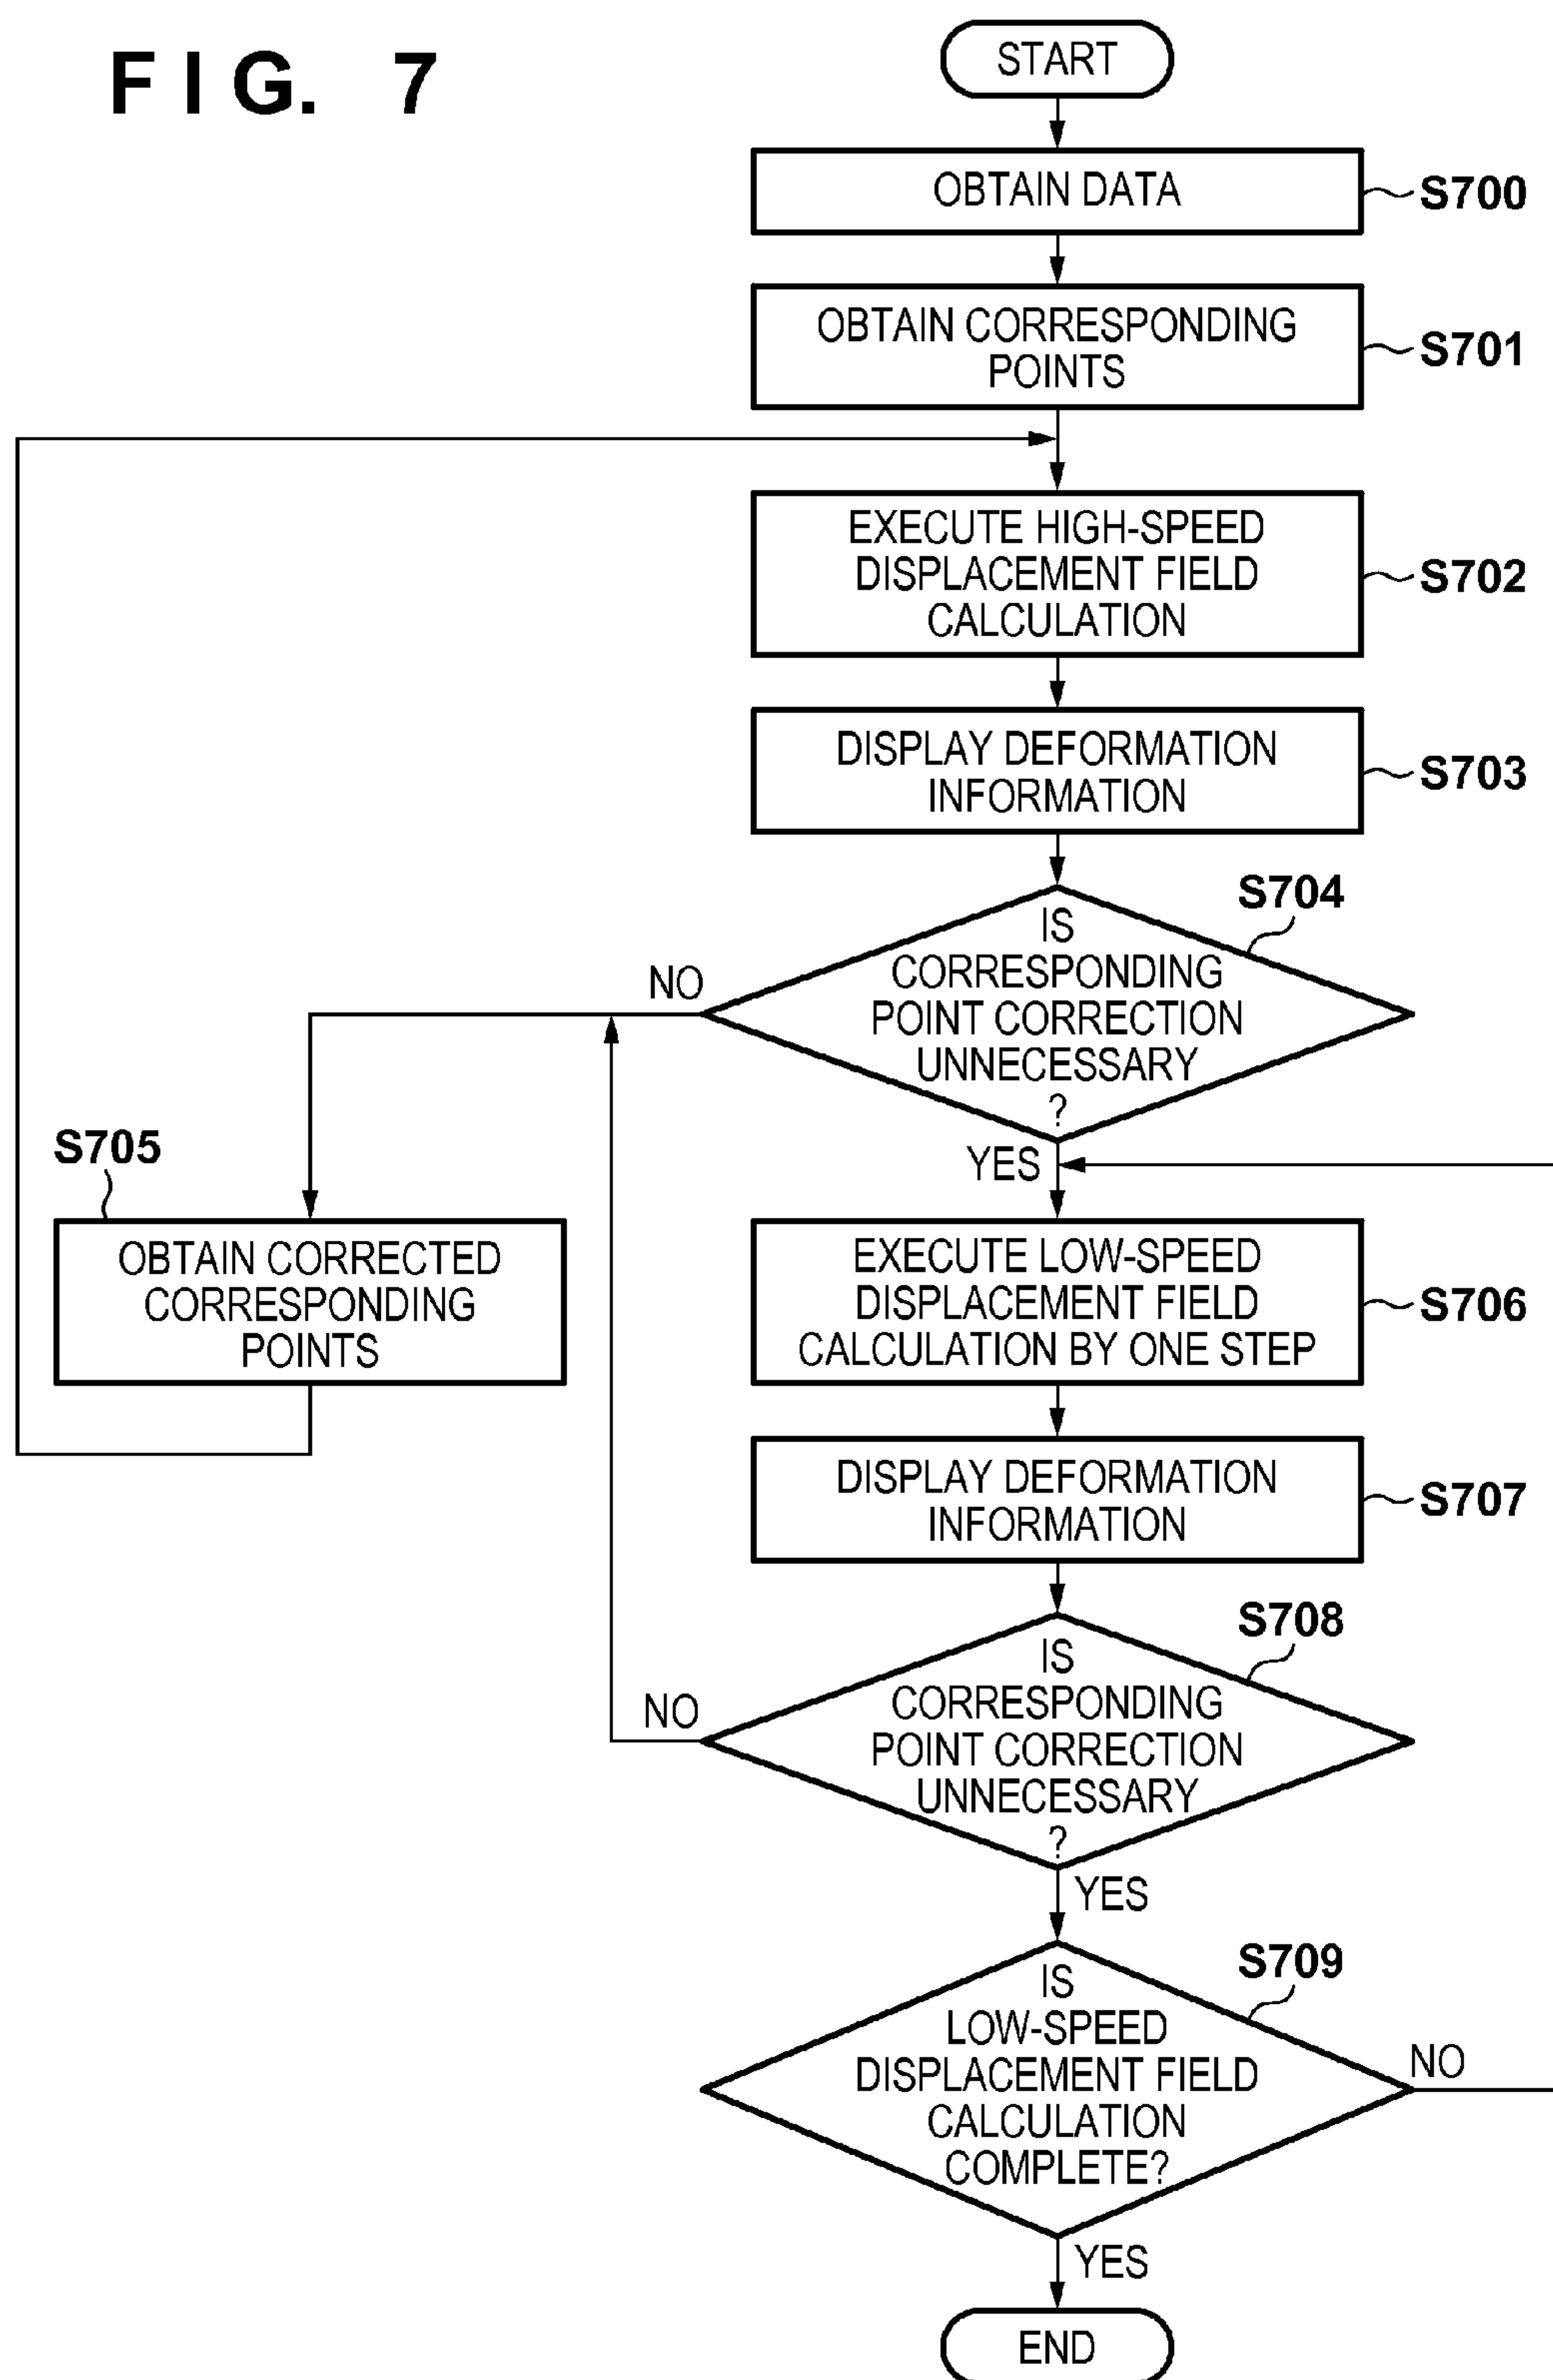 FIG. 7
START
OBTAIN DATA
S700
OBTAIN CORRESPONDING
POINTS
S701
EXECUTE HIGH-SPEED
DISPLACEMENT FIELD
CALCULATION
S702
DISPLAY DEFORMATION
INFORMATION
S703
S704
IS
CORRESPONDING
POINT CORRECTION
UNNECESSARY
?
NO
YES
S705
OBTAIN CORRECTED
CORRESPONDING
POINTS
EXECUTE LOW-SPEED
DISPLACEMENT FIELD
CALCULATION BY ONE STEP
S706
DISPLAY DEFORMATION
INFORMATION
S707
S708
IS
CORRESPONDING
POINT CORRECTION
UNNECESSARY
?
NO
YES
S709
IS
LOW-SPEED
DISPLACEMENT FIELD
CALCULATION
COMPLETE?
NO
YES
END